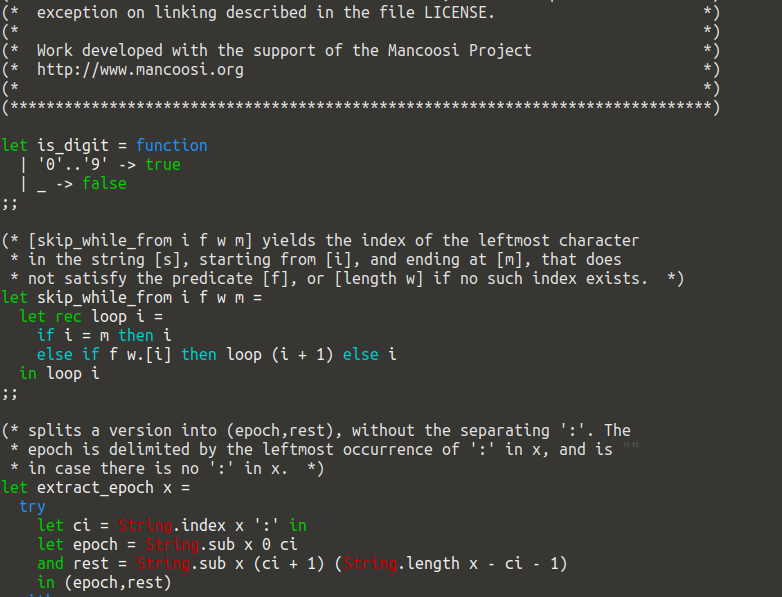 (*  exception on linking described in the file LICENSE.                       *)
(*                                                                            *)
(*  Work developed with the support of the Mancoosi Project                   *)
(*  http://www.mancoosi.org                                                   *)
(*                                                                            *)
(******************************************************************************)
let is_digit = function
  | '0'..'9' -> true
  | _ -> false
;;
(* [skip_while_from i f w m] yields the index of the leftmost character
 * in the string [s], starting from [i], and ending at [m], that does
 * not satisfy the predicate [f], or [length w] if no such index exists.  *)
let skip_while_from i f w m =
  let rec loop i =
    if i = m then i
    else if f w.[i] then loop (i + 1) else i
  in loop i
;;
(* splits a version into (epoch,rest), without the separating ':'. The
 * epoch is delimited by the leftmost occurrence of ':' in x, and is ""
 * in case there is no ':' in x.  *)
let extract_epoch x =
  try
    let ci = String.index x ':' in
    let epoch = String.sub x 0 ci
    and rest = String.sub x (ci + 1) (String.length x - ci - 1)
    in (epoch,rest)